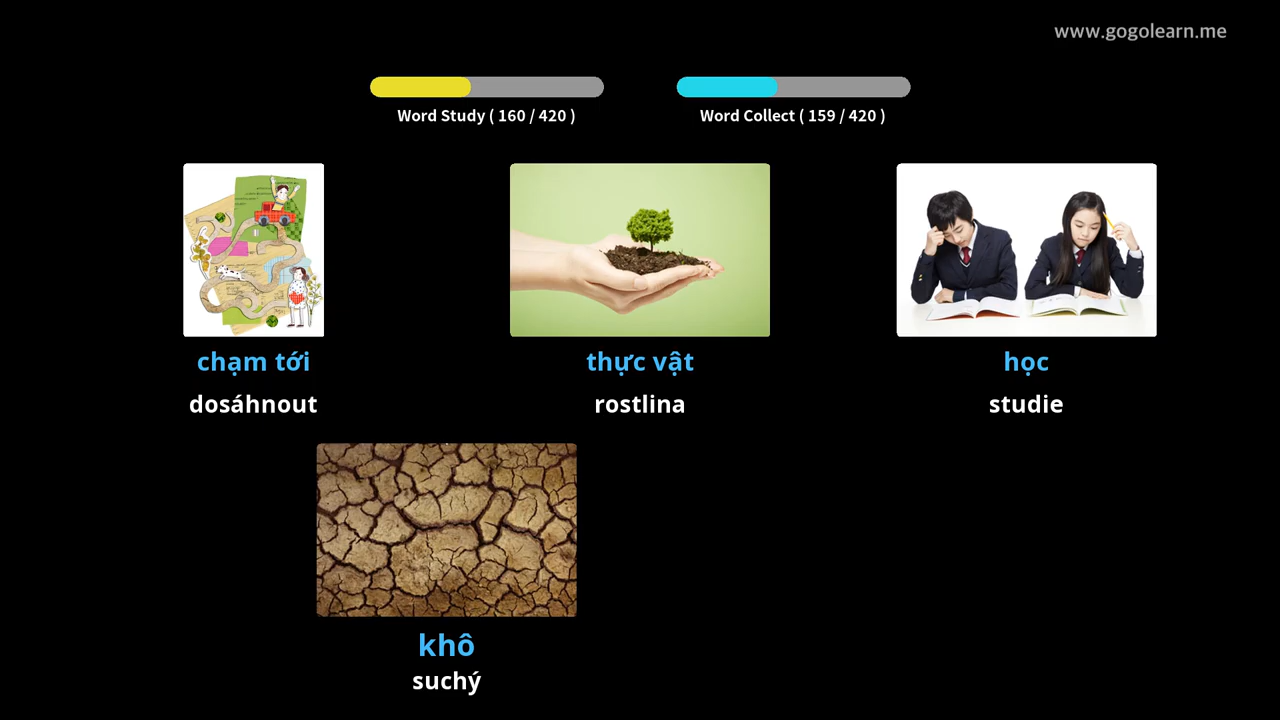 www.gogolearn.me
Word Study ( 160 / 420 )
Word Collect ( 159 / 420 )
chạm tới
thực vật
học
dosáhnout
rostlina
studie
khô
suchý